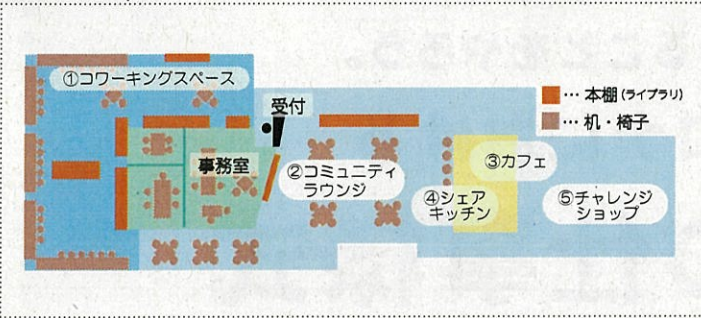 ①コワーキングスペース
受付
…本棚(ライブラリ)
…机・椅子
事務室
②コミュニティ
ラウンジ
③カフェ
④シェア
キッチン
⑤チャレンジ
ショップ